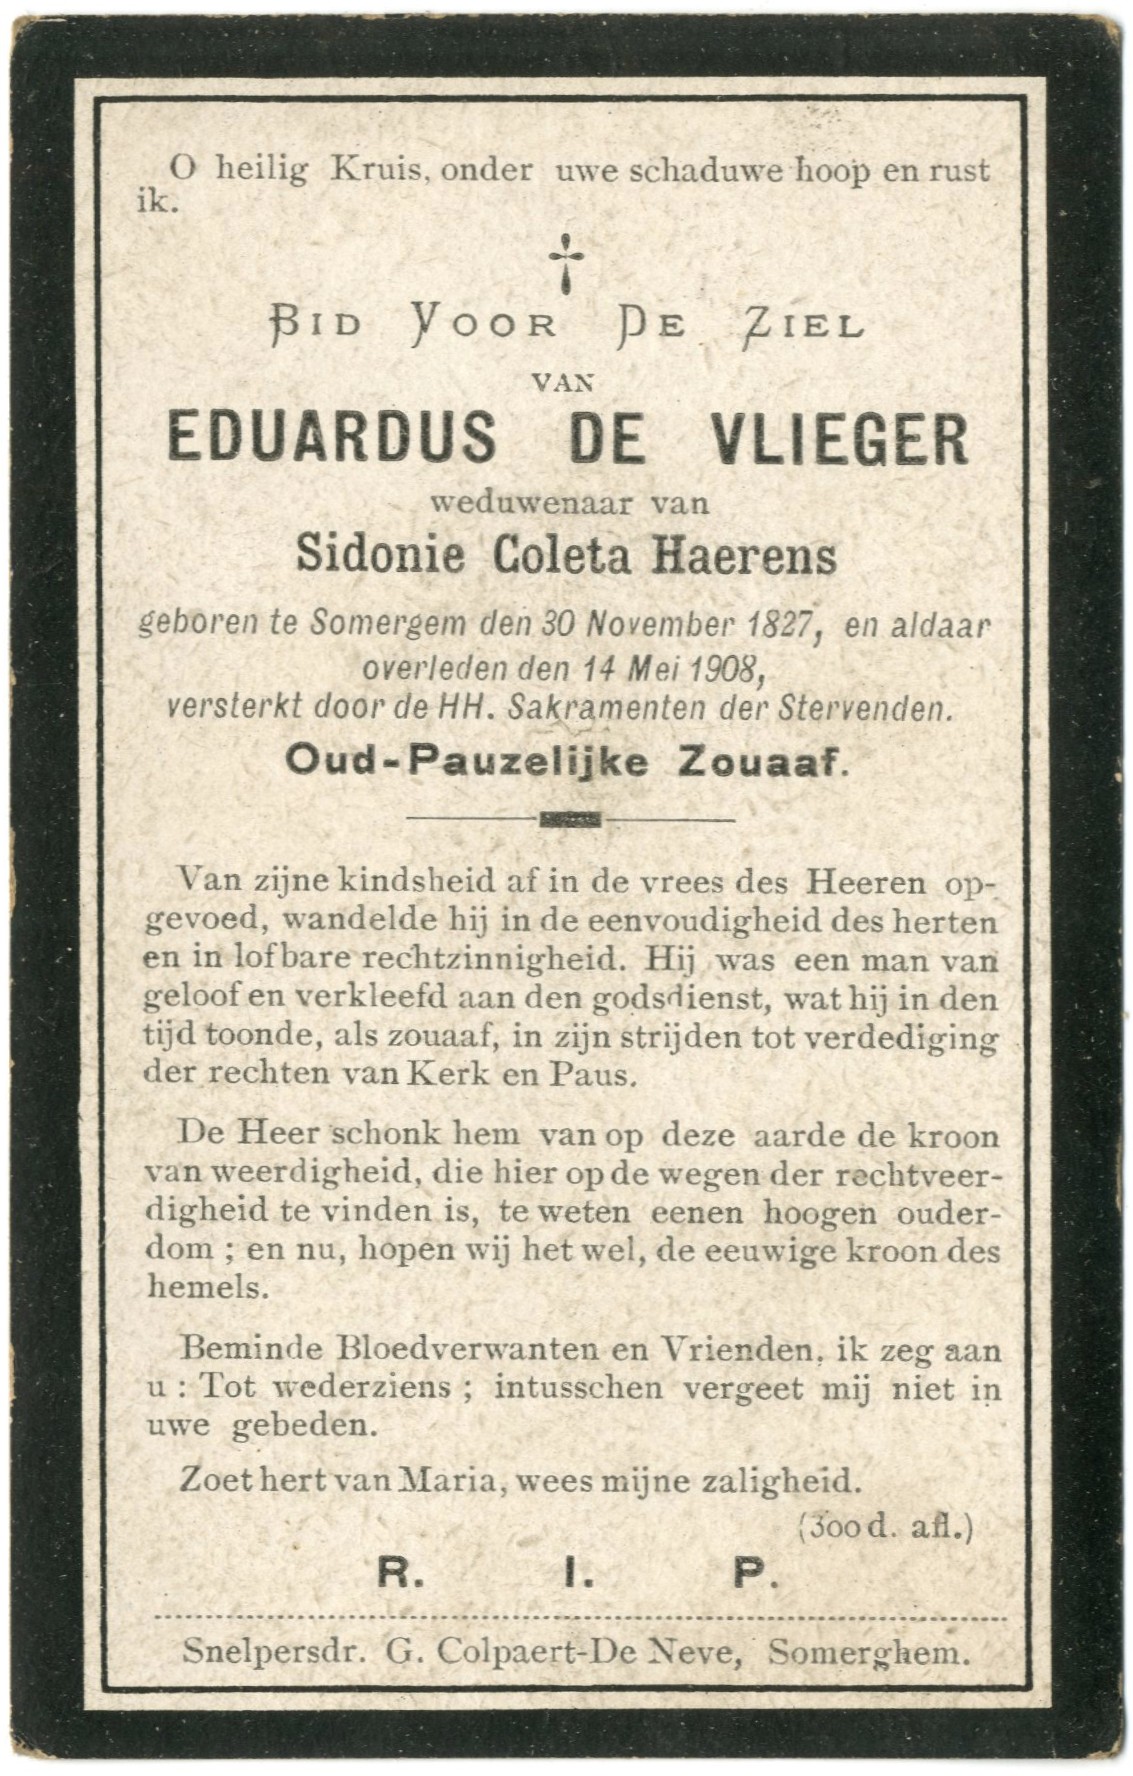 O heilig Kruis, onder uwe schaduwe hoop en rust
ik.
BID VOOR DE ZIEL
VAN
EDUARDUS DE VLIEGER
weduwenaar van
Sidonie Coleta Haerens
geboren te Somergem den 30 November 1827, en aldaar
overleden den 14 Mei 1908,
versterkt door de HH. Sakramenten der Stervenden.
Oud-Pauzelijke Zouaaf.
Van zijne kindsheid af in de vrees des Heeren op-
gevoed, wandelde hij in de eenvoudigheid des herten
en in lofbare rechtzinnigheid. Hij was een man van
geloof en verkleefd aan den godsdienst, wat hij in den
tijd toonde, als zouaaf, in zijn strijden tot verdediging
der rechten van Kerk en Paus.
De Heer schonk hem van op deze aarde de kroon
van weerdigheid, die hier op de wegen der rechtveer-
digheid te vinden is, te weten eenen hoogen ouder-
dom ; en nu, hopen wij het wel, de eeuwige kroon des
hemels.
Beminde Bloedverwanten en Vrienden, ik zeg aan
u : Tot wederziens ; intusschen vergeet mij niet in
uwe gebeden.
Zoet hert van Maria, wees mijne zaligheid.
(300 d. afl.)
R. I. P.
Snelpersdr. G. Colpaert-De Neve, Somerghem.